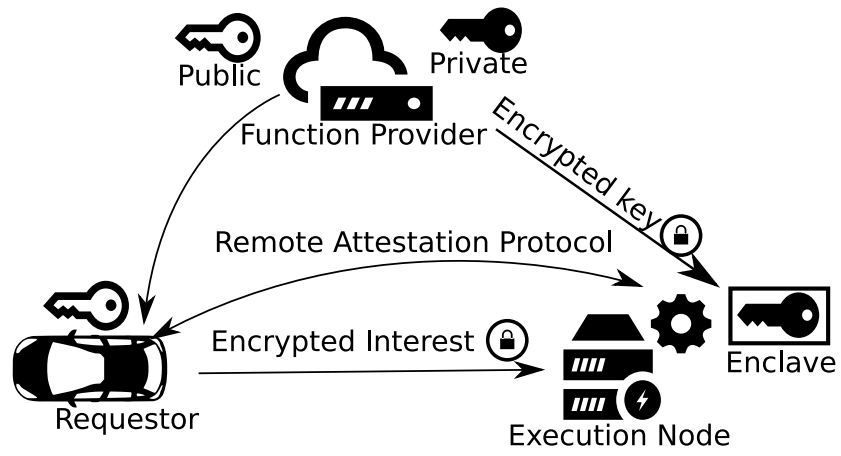 Public
Private
Function Provider
Encrypted key
Remote Attestation Protocol
Encrypted Interest
Enclave
Requestor
Execution Node